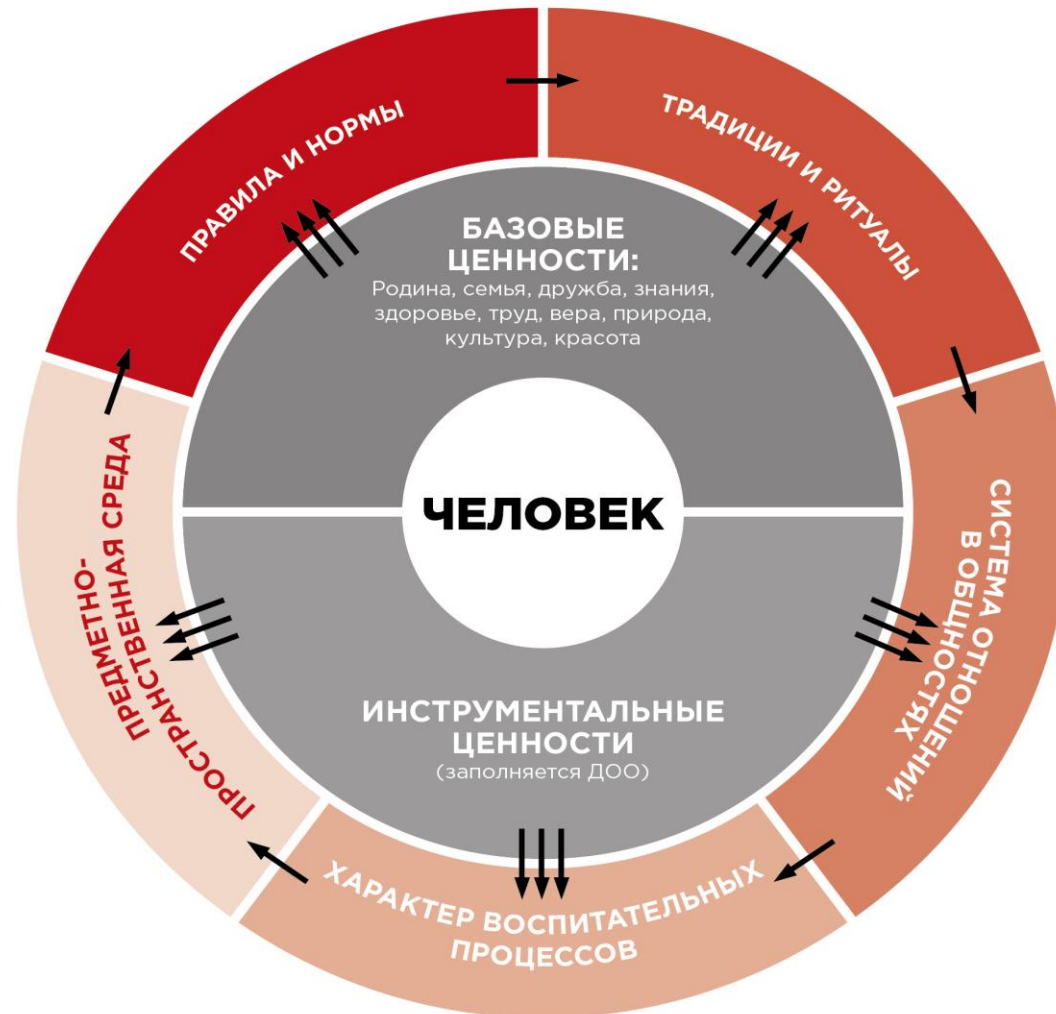 ПРАВИЛА И НОРМЫ
ТРАДИЦИИ И РИТУАЛЫ
БАЗОВЫЕ
ЦЕННОСТИ:
Родина, семья, дружба, знания,
здоровье, труд, вера, природа,
культура, красота
ЧЕЛОВЕК
ПРЕДМЕТНО-
ПРОСТРАНСТВЕННАЯ СРЕДА
СИСТЕМА ОТНОШЕНИЙ
В ОБЩНОСТЯХ
ИНСТРУМЕНТАЛЬНЫЕ
ЦЕННОСТИ
(заполняется ДОО)
ХАРАКТЕР ВОСПИТАТЕЛЬНЫХ
ПРОЦЕССОВ